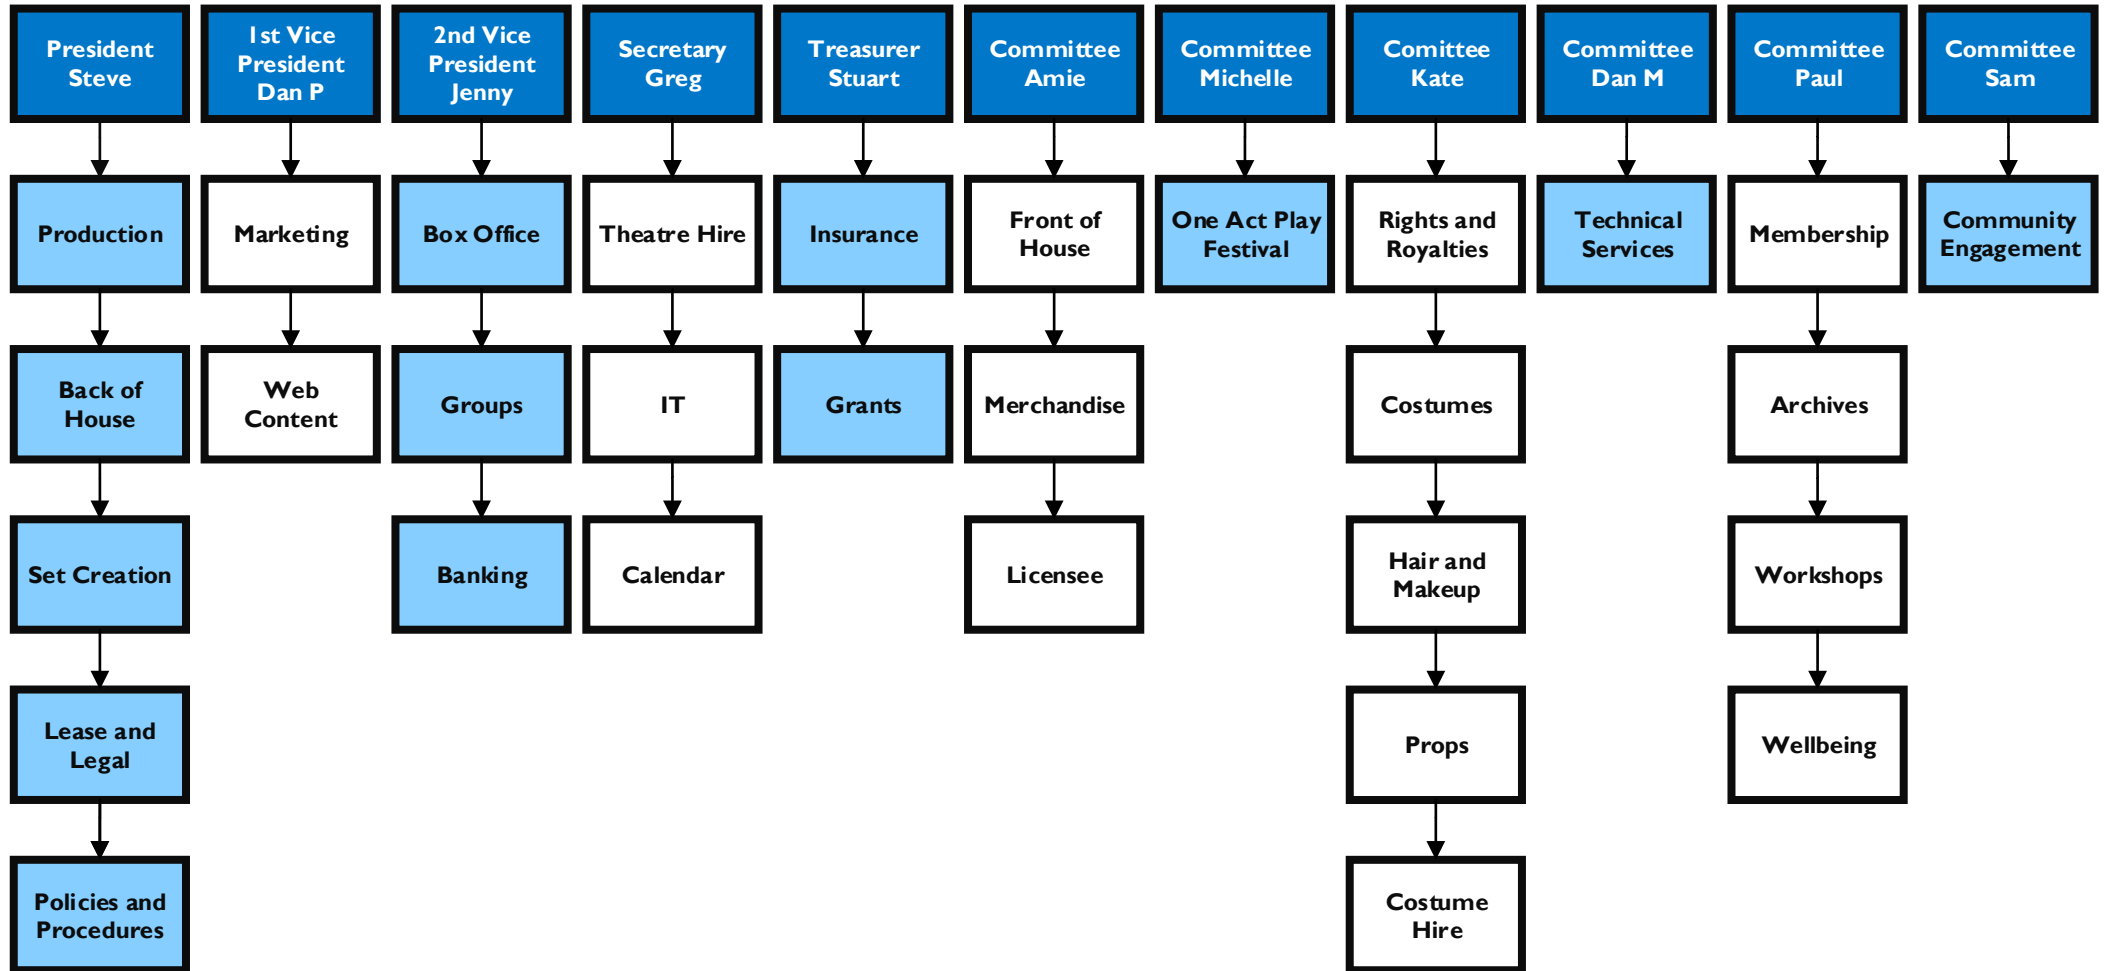 President
Steve
1st Vice
President
Dan P
2nd Vice
President
Jenny
Secretary
Greg
Treasurer
Stuart
Committee
Amie
Committee
Michelle
Comittee
Kate
Committee
Dan M
Committee
Paul
Committee
Sam
Production
Marketing
Box Office
Theatre Hire
Insurance
Front of
House
One Act Play
Festival
Rights and
Royalties
Technical
Services
Membership
Community
Engagement
Back of
House
Web
Content
Groups
IT
Grants
Merchandise
Costumes
Archives
Set Creation
Banking
Calendar
Licensee
Hair and
Makeup
Workshops
Lease and
Legal
Props
Wellbeing
Policies and
Procedures
Costume
Hire